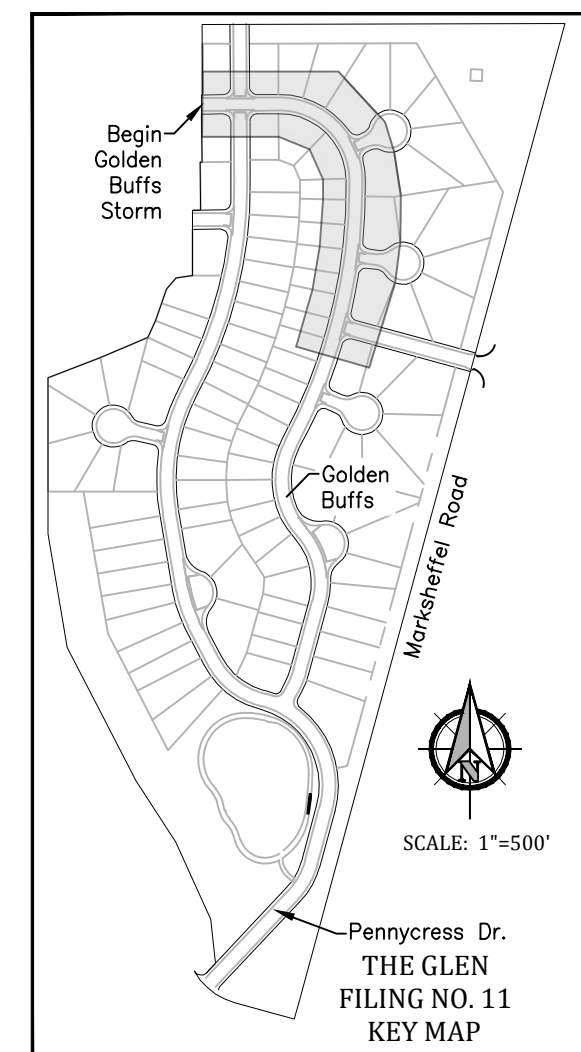 Begin
Golden
Buffs
Storm
Golden
Buffs
Marksheffel Road
N
SCALE: 1"=500'
Pennycress Dr.
THE GLEN
FILING NO. 11
KEY MAP